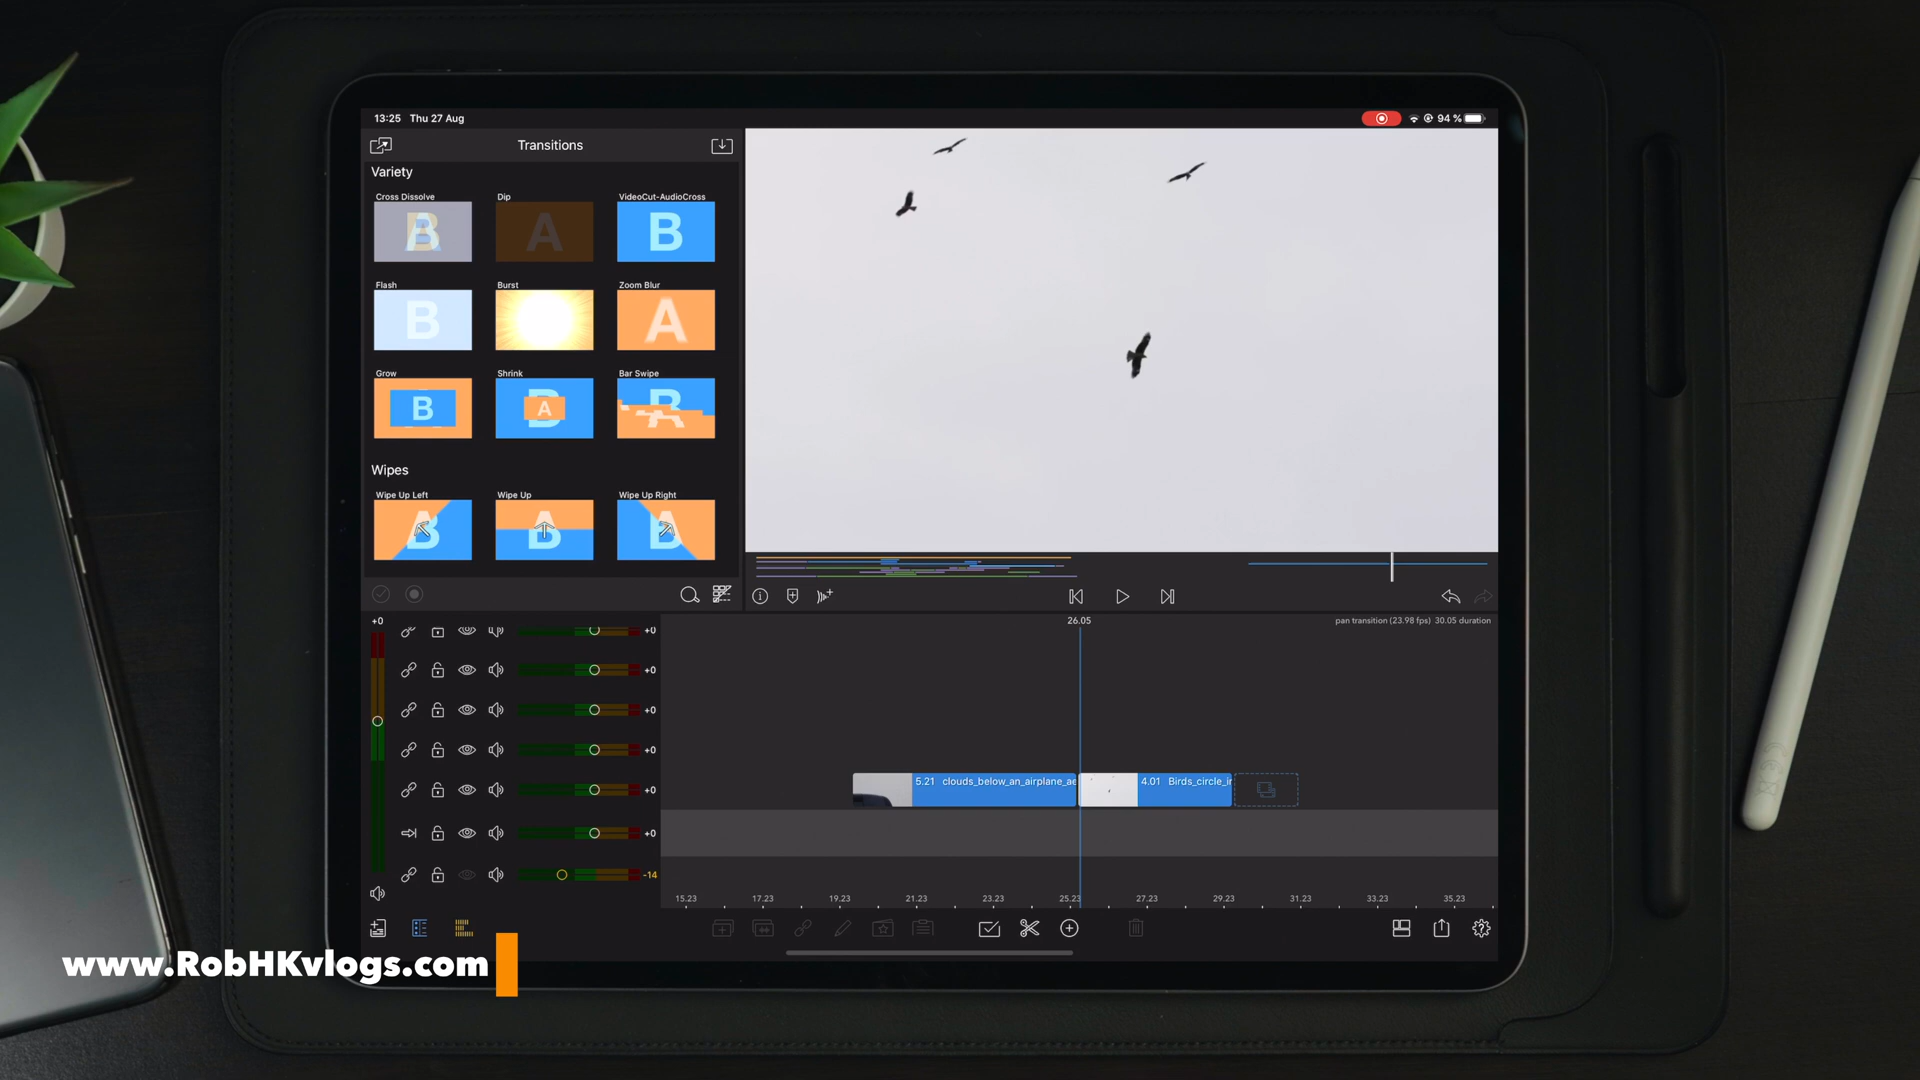 13:25 Thu 27 Aug
94 %
Transitions
Variety
Cross Dissolve Dip VideoCut-AudioCross
B A B
Flash Burst Zoom Blur
B A
Grow Shrink Bar Swipe
B A B
Wipes
Wipe Up Left Wipe Up Wipe Up Right
B B B
+0
26.05
pan transition (23.98 fps) 30.05 duration
+0
+0
+0
+0
+0
5.21 clouds_below_an_airplane_ae
4.01 Birds_circle_ir
+0
-14
15.23 17.23 19.23 21.23 23.23 25.23 27.23 29.23 31.23 33.23 35.23
www.RobHKvlogs.com